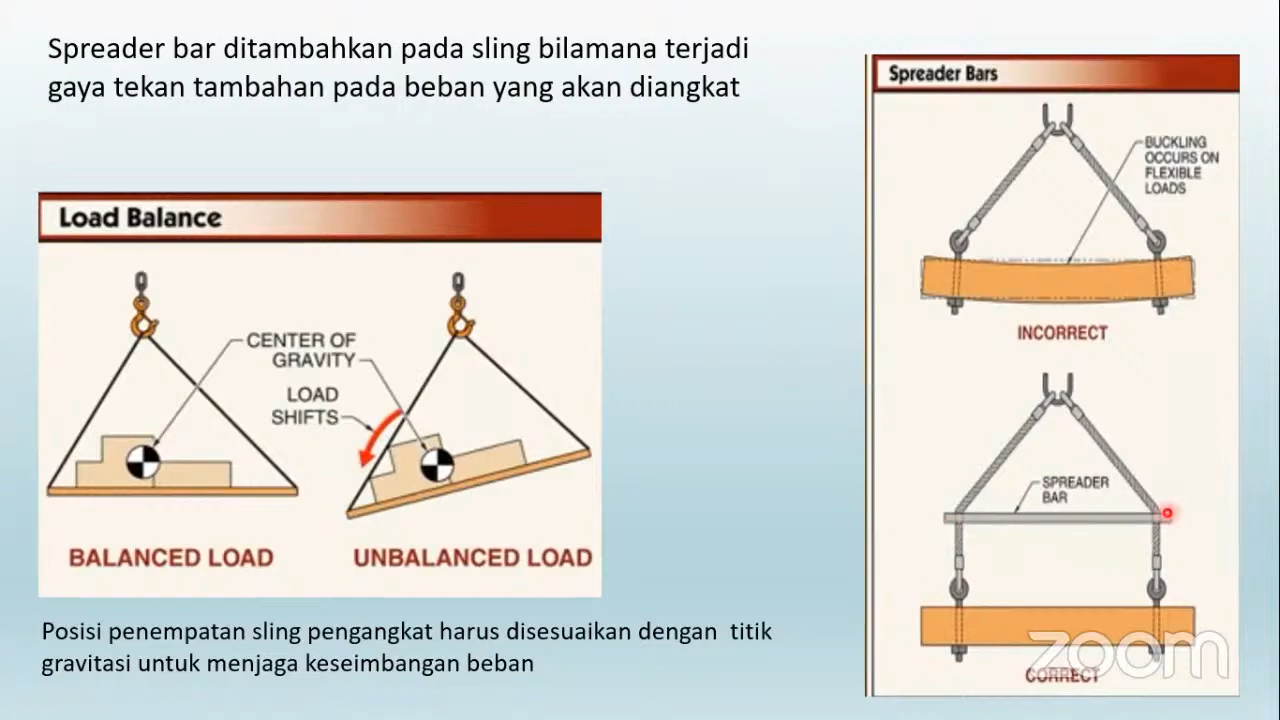 Spreader bar ditambahkan pada sling bilamana terjadi
gaya tekan tambahan pada beban yang akan diangkat
Load Balance
CENTER OF
GRAVITY
LOAD
SHIFTS
BALANCED LOAD
UNBALANCED LOAD
Posisi penempatan sling pengangkat harus disesuaikan dengan titik
gravitasi untuk menjaga keseimbangan beban
Spreader Bars
BUCKLING
OCCURS ON
FLEXIBLE
LOADS
INCORRECT
SPREADER
BAR
CORRECT
zoom